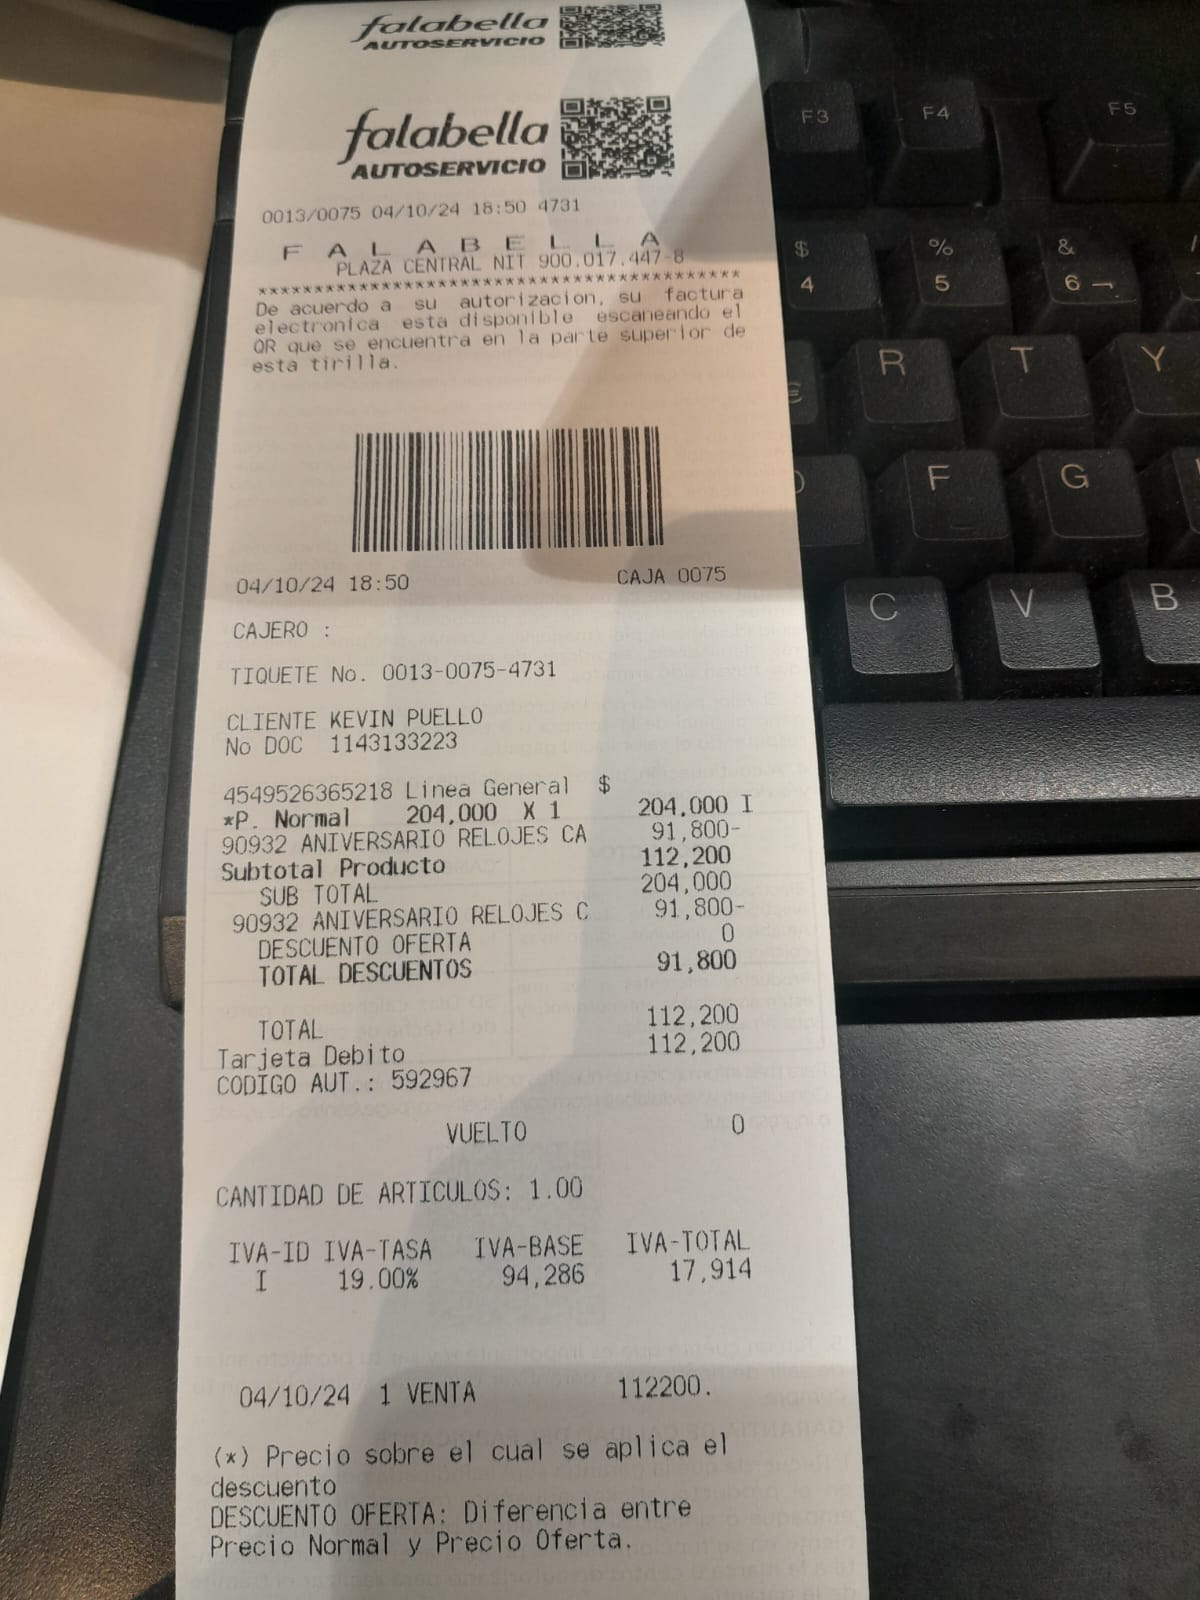 falabella
AUTOSERVICIO
falabella
AUTOSERVICIO
0013/0075 04/10/24 18:50 4731
F A L A B E L L A
PLAZA CENTRAL NIT 900.017.447-8
******************************************
De acuerdo a su autorizacion, su factura
electronica esta disponible escaneando el
QR que se encuentra en la parte superior de
esta tirilla.
04/10/24 18:50 CAJA 0075
CAJERO :
TIQUETE No. 0013-0075-4731
CLIENTE KEVIN PUELLO
No DOC 1143133223
4549526365218 Linea General $
*P. Normal 204,000 X 1 204,000 I
90932 ANIVERSARIO RELOJES CA 91,800-
Subtotal Producto 112,200
SUB TOTAL 204,000
90932 ANIVERSARIO RELOJES C 91,800-
DESCUENTO OFERTA 0
TOTAL DESCUENTOS 91,800
TOTAL 112,200
Tarjeta Debito 112,200
CODIGO AUT.: 592967
VUELTO 0
CANTIDAD DE ARTICULOS: 1.00
IVA-ID IVA-TASA IVA-BASE IVA-TOTAL
I 19.00% 94,286 17,914
04/10/24 1 VENTA 112200.
(*) Precio sobre el cual se aplica el
descuento
DESCUENTO OFERTA: Diferencia entre
Precio Normal y Precio Oferta.
F3 F4 F5
$ 4 % 5 & 6 ¬ /
€ R T Y
F G
C V B